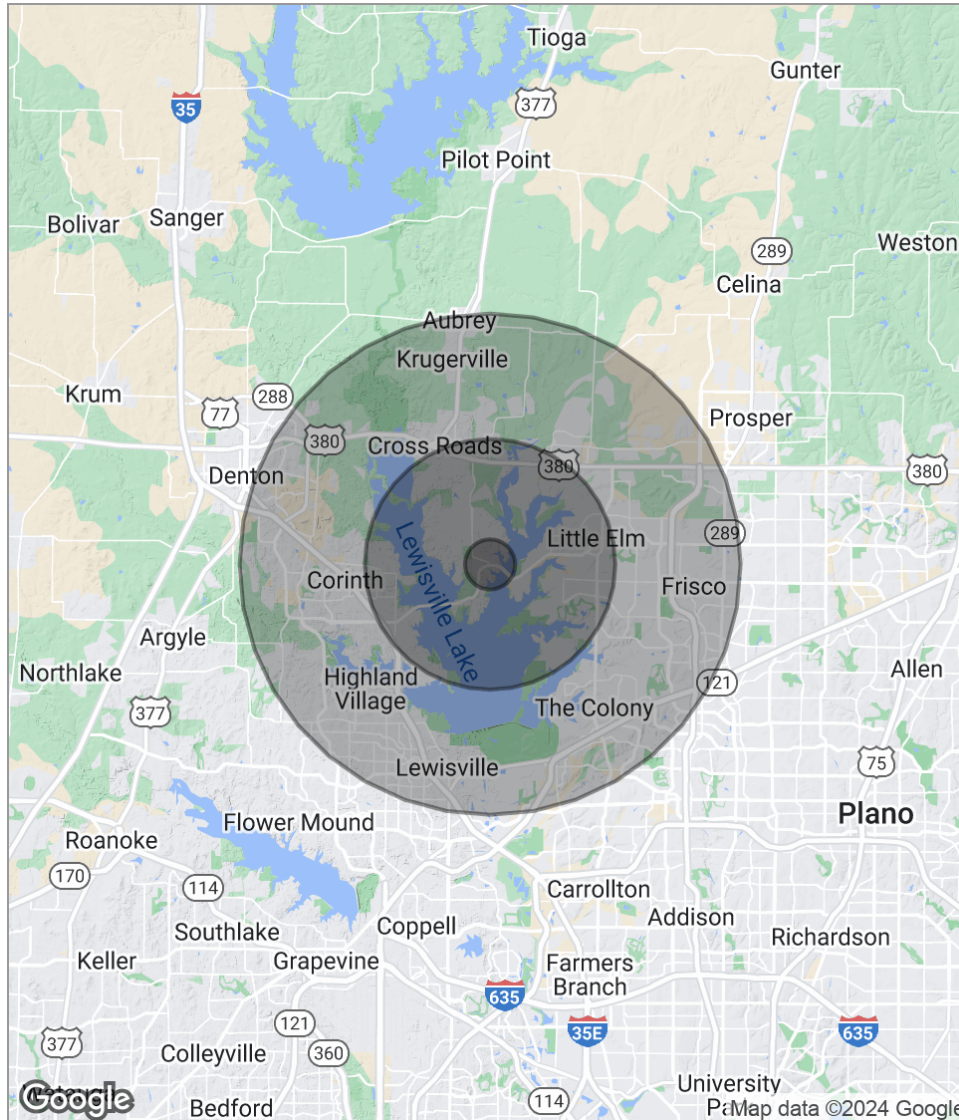 Tioga
Gunter
377
35
Pilot Point
Bolivar
Sanger
Weston
289
Celina
Aubrey
Krugerville
Krum
288
77
Prosper
380
Cross Roads
380
380
Denton
289
Little Elm
Lewisville Lake
Corinth
Frisco
Argyle
Northlake
Highland
Village
Allen
121
377
The Colony
75
Lewisville
Plano
Flower Mound
Roanoke
170
114
Carrollton
Addison
Coppell
Southlake
Richardson
Keller
Grapevine
Farmers
Branch
635
121
35E
635
377
360
Colleyville
University
Google
114
Bedford
Map data ©2024 Google